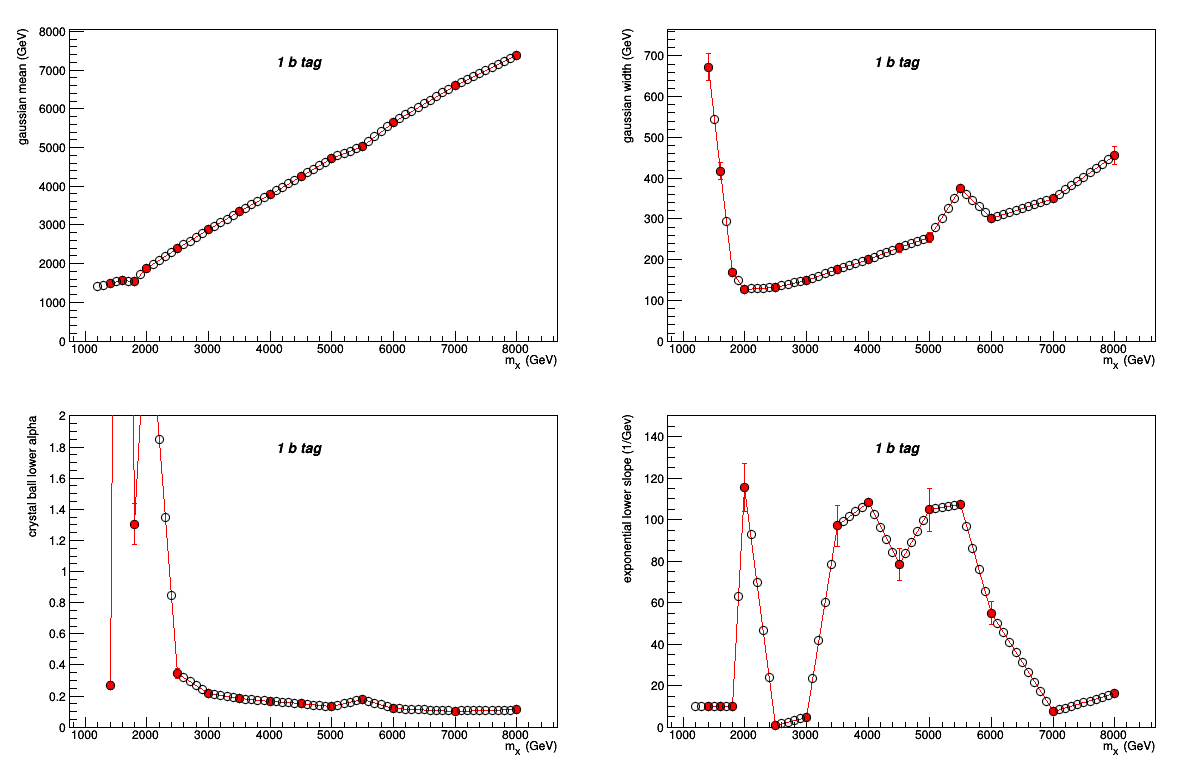 gaussian mean (GeV)
8000
7000
6000
5000
4000
3000
2000
1000
0
1 b tag
1000 2000 3000 4000 5000 6000 7000 8000
mX (GeV)
gaussian width (GeV)
700
600
500
400
300
200
100
0
1 b tag
1000 2000 3000 4000 5000 6000 7000 8000
mX (GeV)
crystal ball lower alpha
2
1.8
1.6
1.4
1.2
1
0.8
0.6
0.4
0.2
0
1 b tag
1000 2000 3000 4000 5000 6000 7000 8000
mX (GeV)
exponential lower slope (1/Gev)
140
120
100
80
60
40
20
0
1 b tag
1000 2000 3000 4000 5000 6000 7000 8000
mX (GeV)